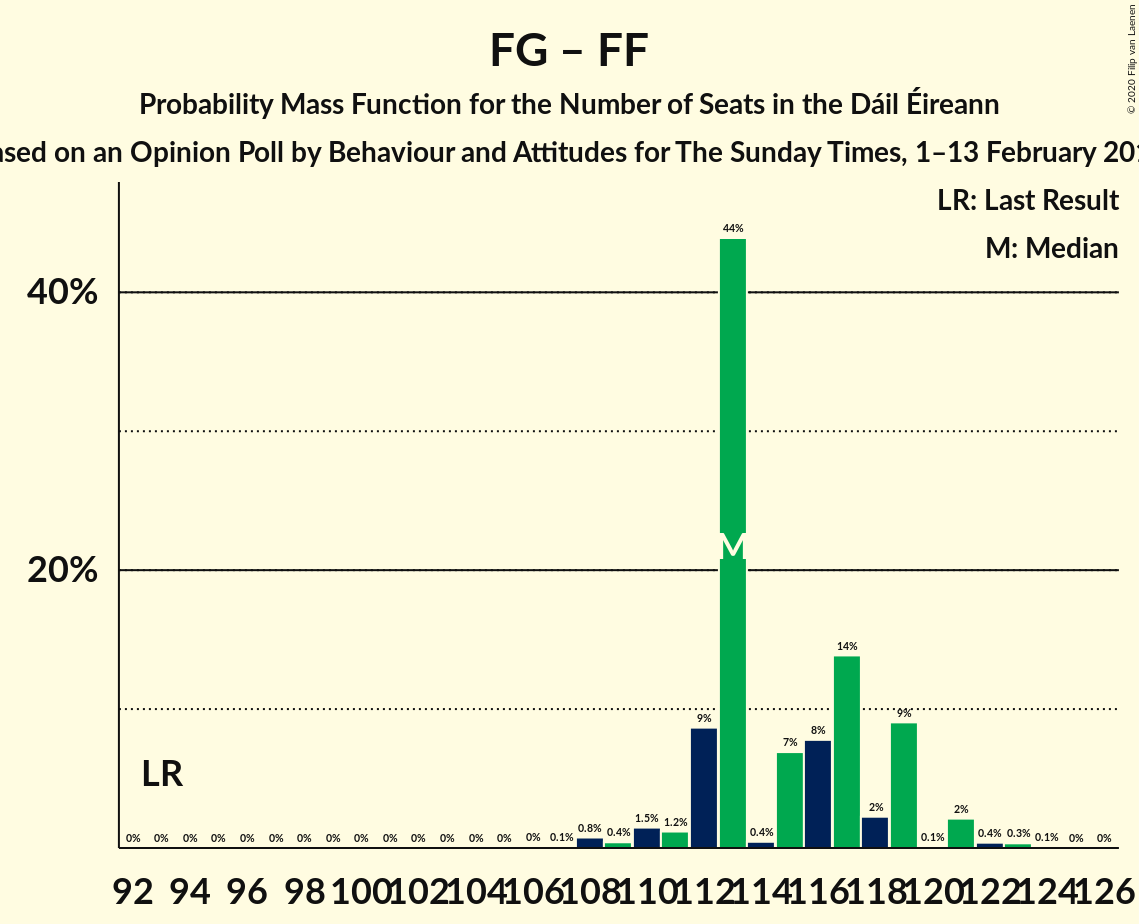 FG – FF
Probability Mass Function for the Number of Seats in the Dáil Éireann
on an Opinion Poll by Behaviour and Attitudes for The Sunday Times, 1–13 February
© 2020 Filip van Laenen
LR: Last Result
M: Median
40%
20%
44%
M
14%
9%
9%
8%
7%
LR
0% 0% 0% 0% 0% 0% 0% 0% 0% 0% 0% 0% 0% 0% 0% 0.1% 0.8% 0.4% 1.5% 1.2% 0.4% 2% 0.1% 2% 0.4% 0.3% 0.1% 0% 0%
92 94 96 98 100 102 104 106 108 110 112 114 116 118 120 122 124 126